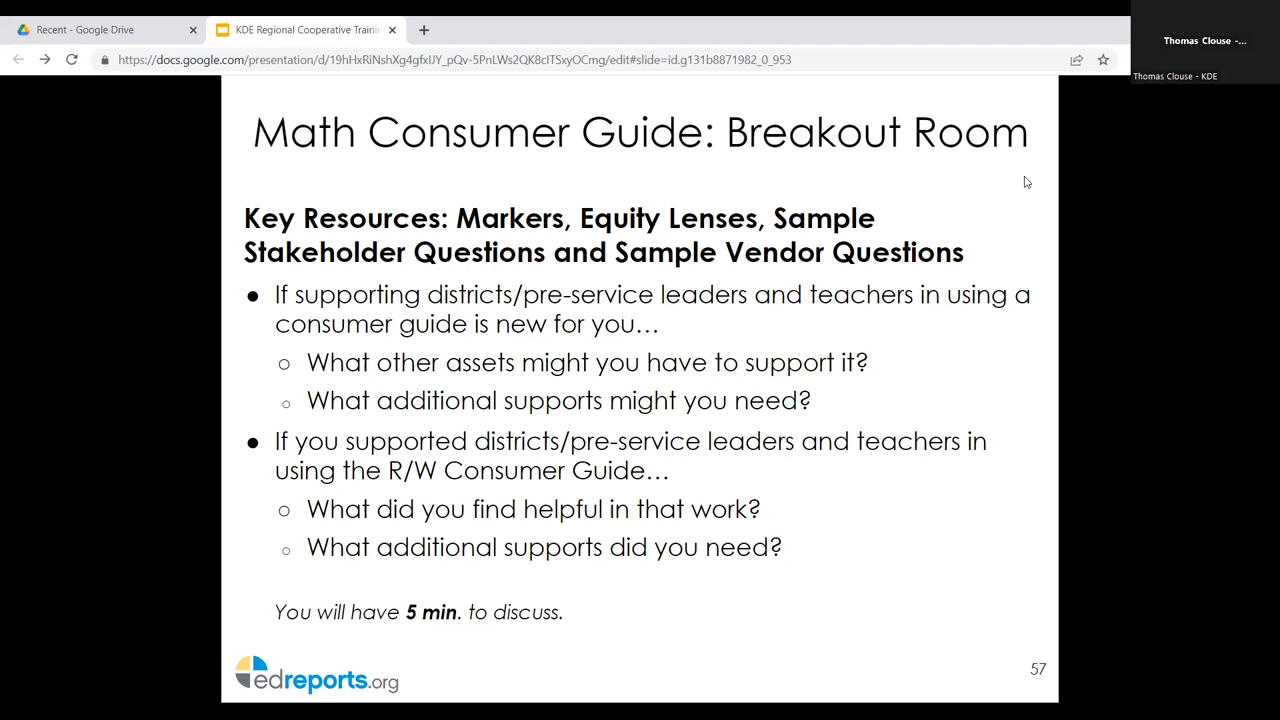 Recent - Google Drive
KDE Regional Cooperative Trainin
https://docs.google.com/presentation/d/19hHxRiNshXg4gfxIJY_pQv-5PnLWs2QK8cITSxyOCmg/edit#slide=id.g131b8871982_0_953
Thomas Clouse -...
Thomas Clouse - KDE
Math Consumer Guide: Breakout Room
Key Resources: Markers, Equity Lenses, Sample
Stakeholder Questions and Sample Vendor Questions
● If supporting districts/pre-service leaders and teachers in using a
consumer guide is new for you…
○ What other assets might you have to support it?
○ What additional supports might you need?
● If you supported districts/pre-service leaders and teachers in
using the R/W Consumer Guide…
○ What did you find helpful in that work?
○ What additional supports did you need?
You will have 5 min. to discuss.
edreports.org
57